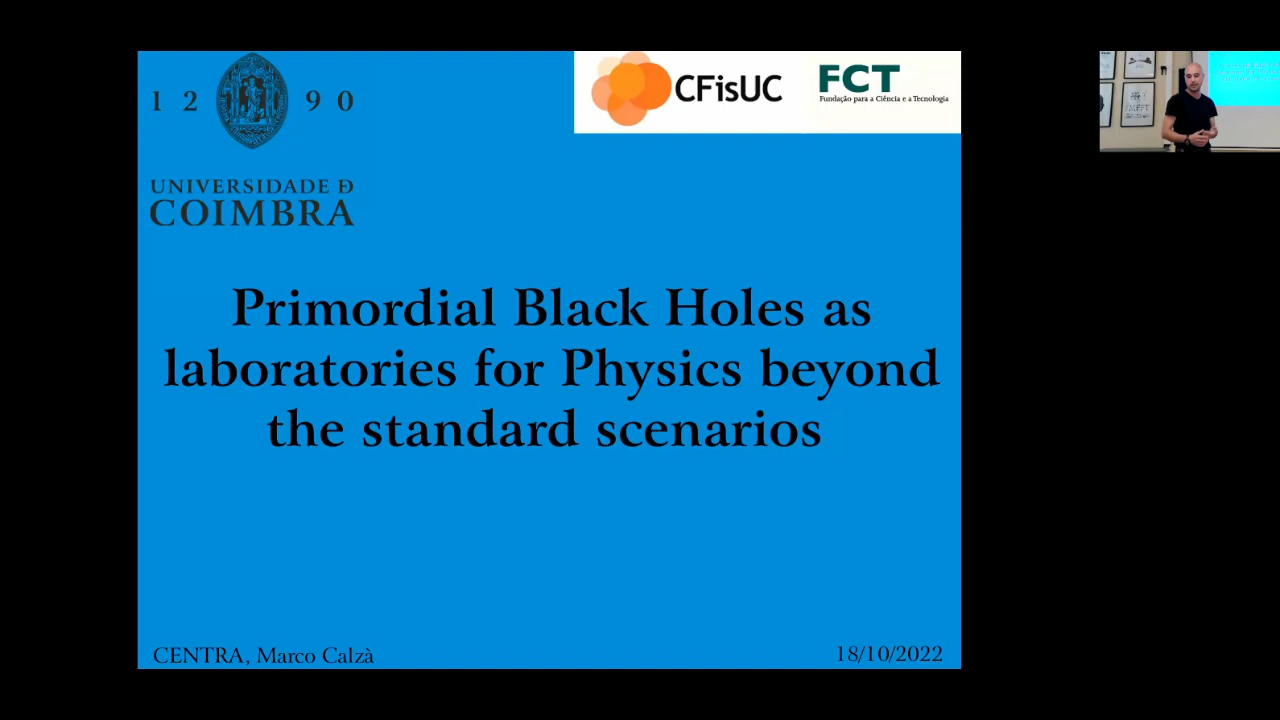 1 2 9 0
UNIVERSIDADE Đ
COIMBRA
CFisUC
FCT
Fundação para a Ciência e a Tecnologia
Primordial Black Holes as
laboratories for Physics beyond
the standard scenarios
CENTRA, Marco Calzà
18/10/2022